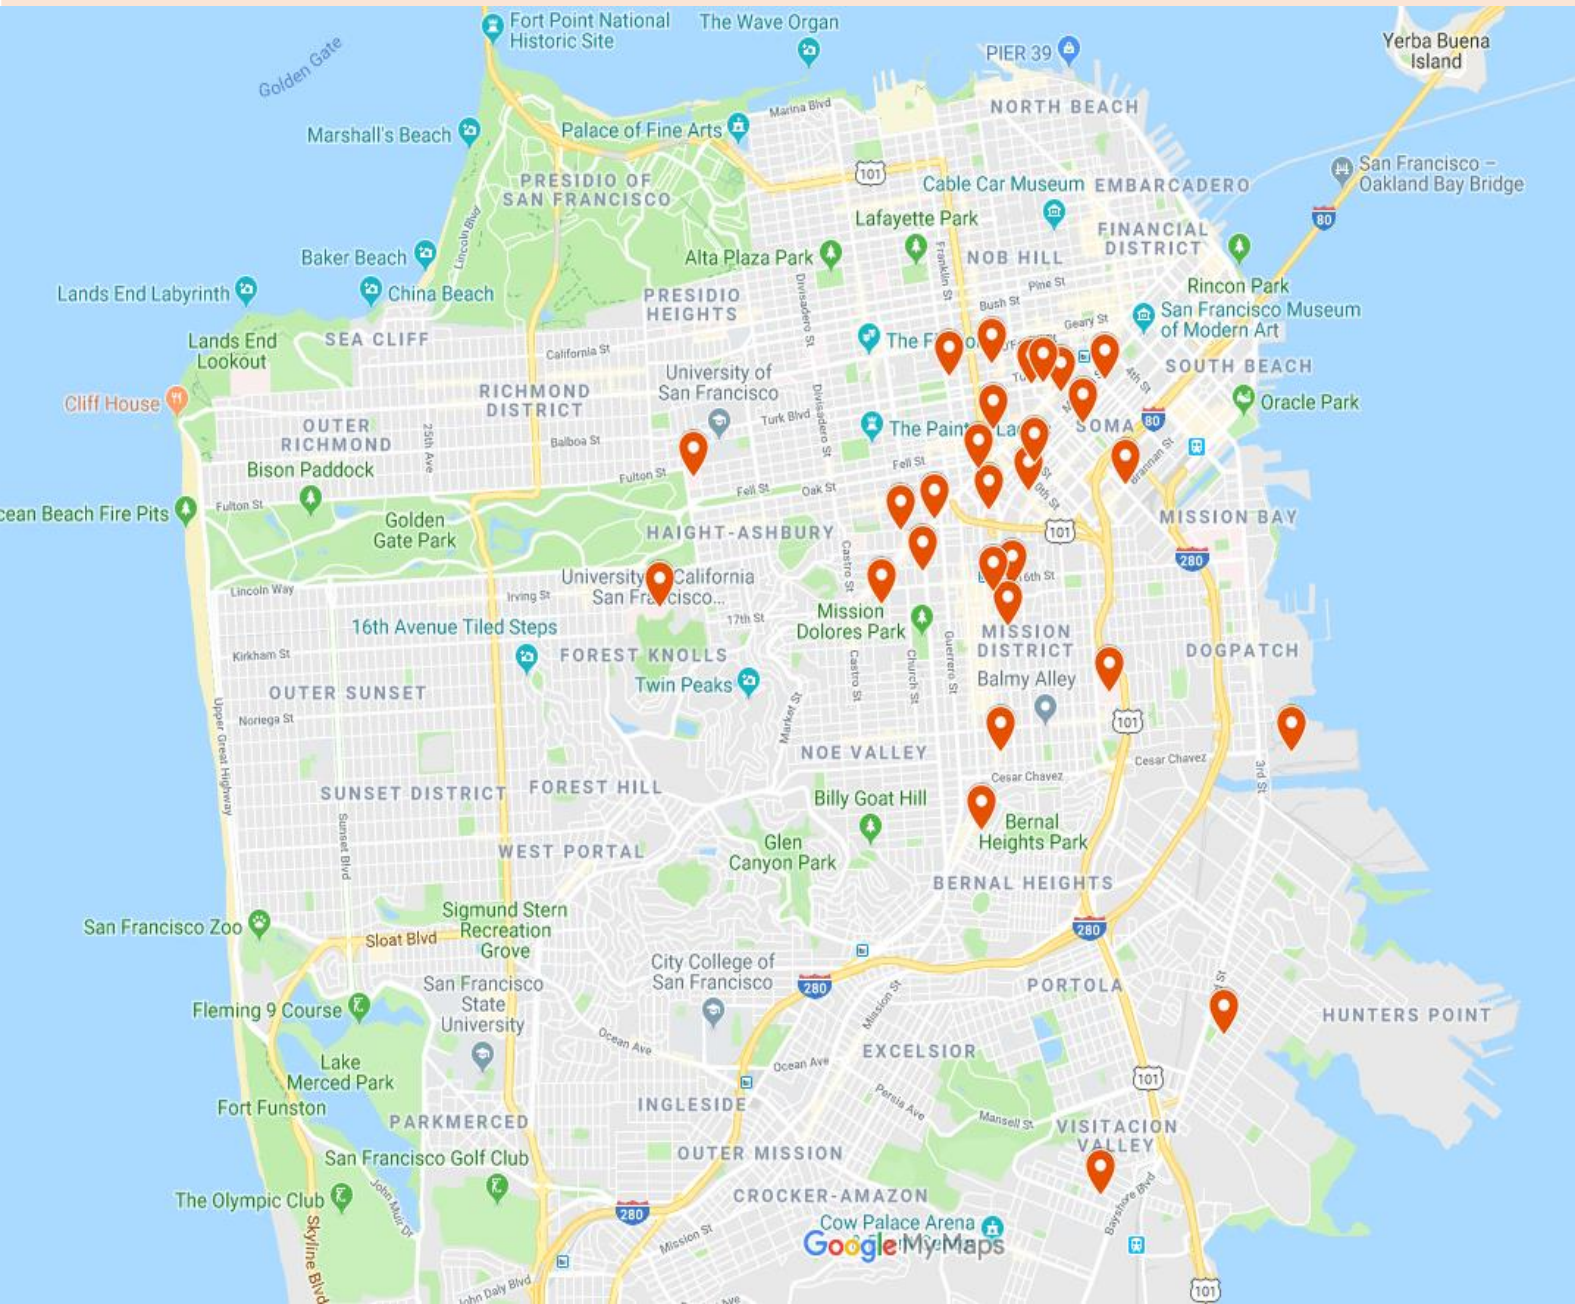 Fort Point National
Historic Site
The Wave Organ
PIER 39
Yerba Buena
Island
Golden Gate
NORTH BEACH
Marina Blvd
Marshall's Beach
Palace of Fine Arts
101
San Francisco –
Oakland Bay Bridge
PRESIDIO OF
SAN FRANCISCO
Cable Car Museum
EMBARCADERO
Lafayette Park
80
Lincoln Blvd
Alta Plaza Park
Franklin St
NOB HILL
FINANCIAL
DISTRICT
Baker Beach
Pine St
Rincon Park
Lands End Labyrinth
China Beach
PRESIDIO
HEIGHTS
Divisadero St
Bush St
San Francisco Museum
of Modern Art
Geary St
Lands End
Lookout
SEA CLIFF
California St
The Fi
SOUTH BEACH
University of
San Francisco
4th St
Cliff House
RICHMOND
DISTRICT
Divisadero St
Oracle Park
OUTER
RICHMOND
25th Ave
Balboa St
Turk Blvd
The Pain
SOMA
80
Bison Paddock
Fulton St
Fell St
Brannan St
Fulton St
Fell St
Oak St
cean Beach Fire Pits
Golden
Gate Park
HAIGHT-ASHBURY
101
MISSION BAY
280
Lincoln Way
Irving St
University California
San Fra cisco...
Castro St
16th St
16th Avenue Tiled Steps
17th St
Mission
Dolores Park
MISSION
DISTRICT
Kirkham St
FOREST KNOLLS
Castro St
Church St
Guerrero St
DOGPATCH
OUTER SUNSET
Twin Peaks
Balmy Alley
Upper Great Highway
Noriega St
Market St
101
NOE VALLEY
Cesar Chavez
Cesar Chavez
3rd St
SUNSET DISTRICT
FOREST HILL
Billy Goat Hill
Sunset Blvd
WEST PORTAL
Glen
Canyon Park
Bernal
Heights Park
BERNAL HEIGHTS
San Francisco Zoo
Sigmund Stern
Recreation
Grove
Sloat Blvd
280
City College of
San Francisco
280
PORTOLA
San Francisco
State
University
Mission St
Fleming 9 Course
HUNTERS POINT
Ocean Ave
Ocean Ave
EXCELSIOR
Lake
Merced Park
101
Persia Ave
Fort Funston
INGLESIDE
PARKMERCED
Mansell St
VISITACION
VALLEY
OUTER MISSION
San Francisco Golf Club
CROCKER-AMAZON
The Olympic Club
John Muir Dr
Bayshore Blvd
280
Skyline Blvd
Mission St
Cow Palace Arena
Google My Maps
John Daly Blvd
101